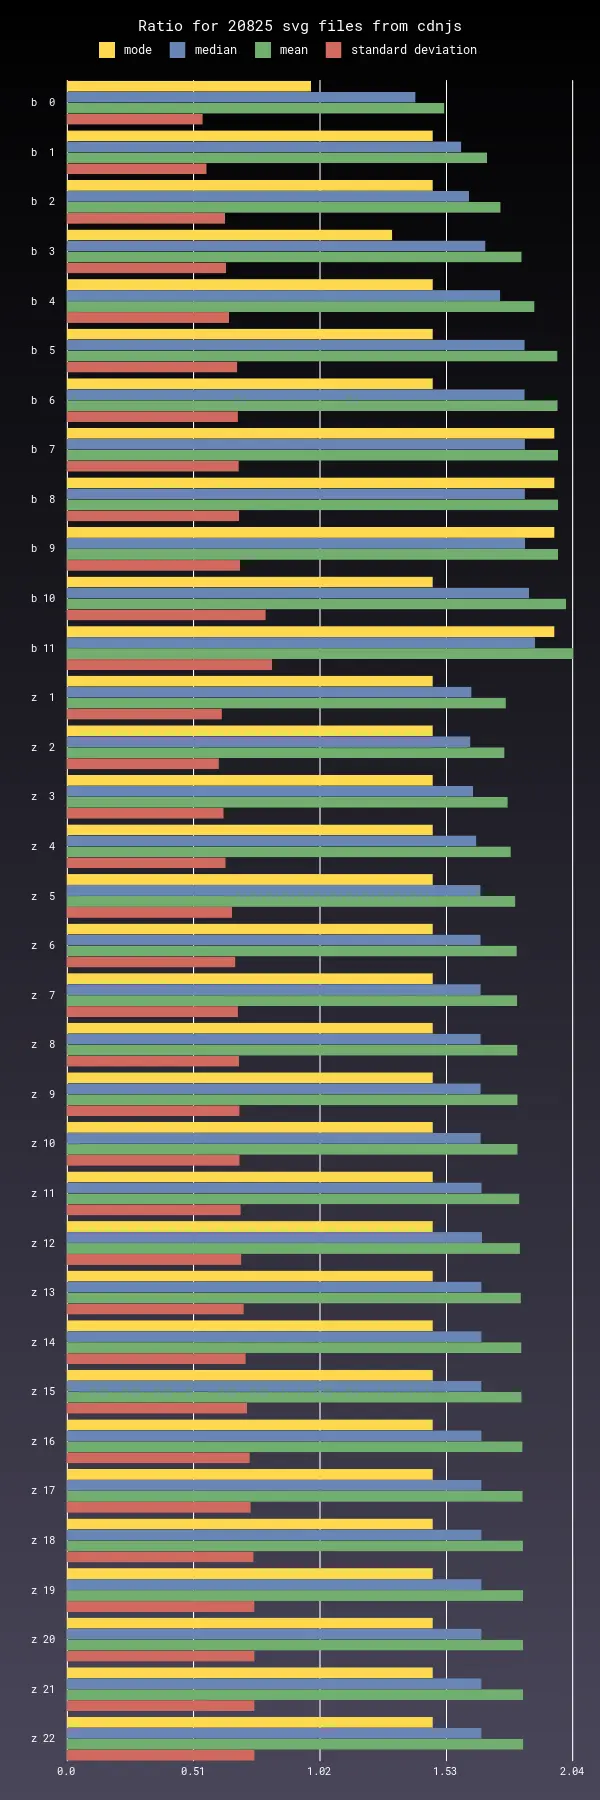 Ratio for 20825 svg files from cdnjs
mode median mean standard deviation
b 0
b 1
b 2
b 3
b 4
b 5
b 6
b 7
b 8
b 9
b 10
b 11
z 1
z 2
z 3
z 4
z 5
z 6
z 7
z 8
z 9
z 10
z 11
z 12
z 13
z 14
z 15
z 16
z 17
z 18
z 19
z 20
z 21
z 22
0.0 0.51 1.02 1.53 2.04